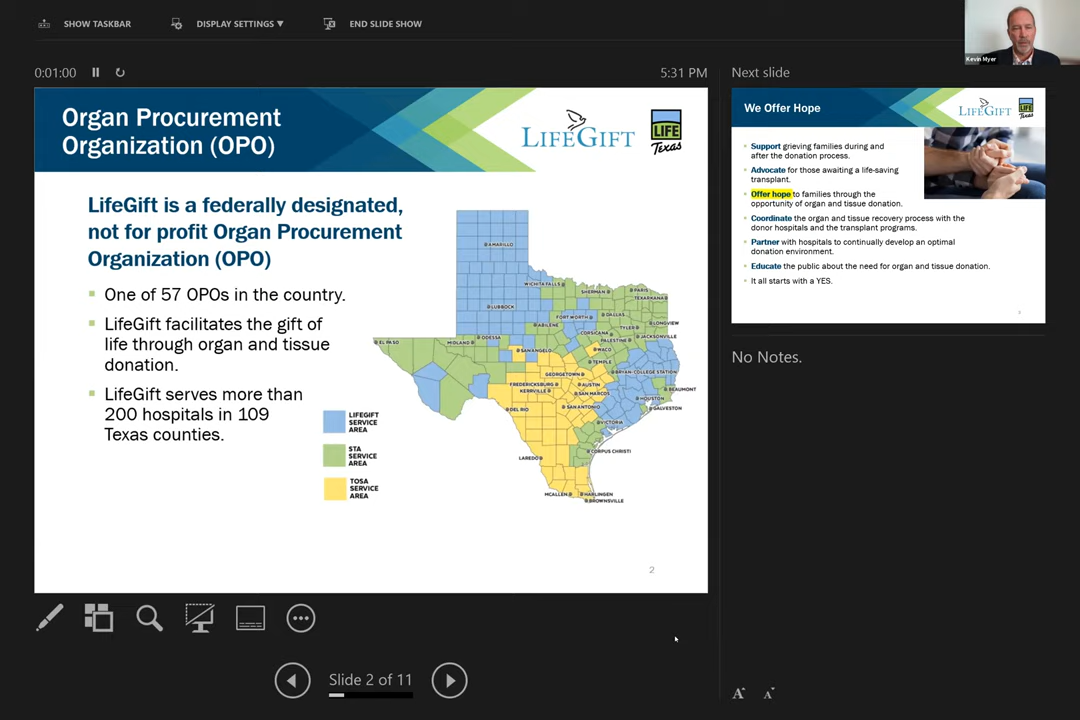 SHOW TASKBAR
DISPLAY SETTINGS ▼
END SLIDE SHOW
Kevin Myer
0:01:00
5:31 PM
Next slide
Organ Procurement
Organization (OPO)
LIFEGIFT
LIFE
Texas
LifeGift is a federally designated,
not for profit Organ Procurement
Organization (OPO)
One of 57 OPOs in the country.
LifeGift facilitates the gift of
life through organ and tissue
donation.
LifeGift serves more than
200 hospitals in 109
Texas counties.
LIFEGIFT
SERVICE
AREA
STA
SERVICE
AREA
TOSA
SERVICE
AREA
AMARILLO
WICHITA FALLS
SHERMAN
PARIS
TEXARKANA
LUBBOCK
FORT WORTH
DALLAS
ABILENE
TYLER
LONGVIEW
CORSICANA
JACKSONVILLE
PALESTINE
EL PASO
MIDLAND
ODESSA
SAN ANGELO
WACO
TEMPLE
BRYAN-COLLEGE STATION
GEORGETOWN
FREDERICKSBURG
AUSTIN
BEAUMONT
KERRVILLE
SAN MARCOS
HOUSTON
DEL RIO
SAN ANTONIO
GALVESTON
VICTORIA
CORPUS CHRISTI
LAREDO
MCALLEN
HARLINGEN
BROWNSVILLE
2
We Offer Hope
LIFEGIFT
LIFE
Texas
Support grieving families during and
after the donation process.
Advocate for those awaiting a life-saving
transplant.
Offer hope to families through the
opportunity of organ and tissue donation.
Coordinate the organ and tissue recovery process with the
donor hospitals and the transplant programs.
Partner with hospitals to continually develop an optimal
donation environment.
Educate the public about the need for organ and tissue donation.
It all starts with a YES.
3
No Notes.
Slide 2 of 11
A A